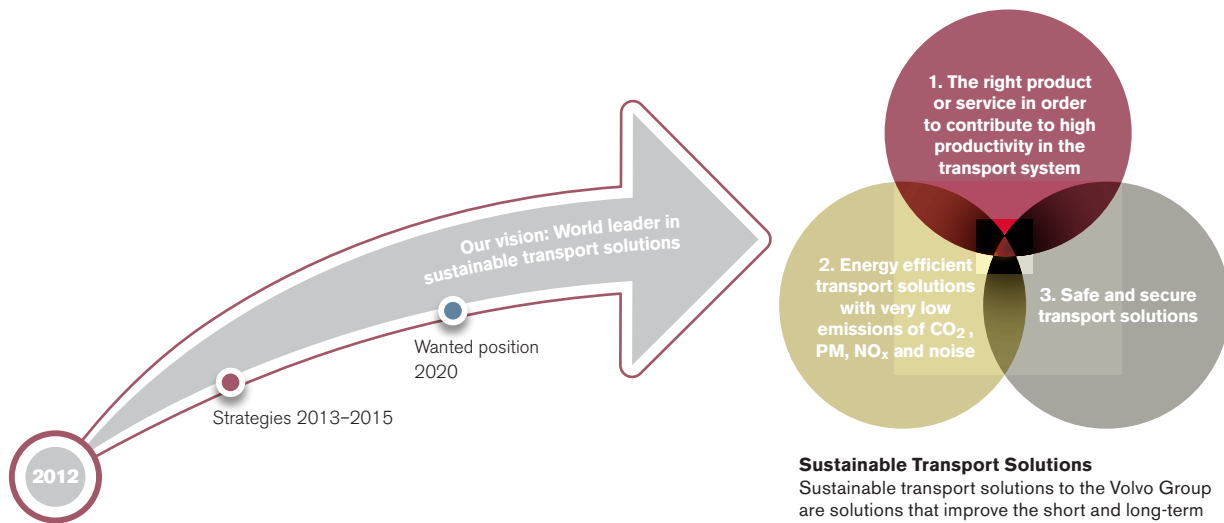 2012
Strategies 2013–2015
Wanted position
2020
Our vision: World leader in
sustainable transport solutions
1. The right product
or service in order
to contribute to high
productivity in the
transport system
2. Energy efficient
transport solutions
with very low
emissions of CO₂ ,
PM, NOₓ and noise
3. Safe and secure
transport solutions
Sustainable Transport Solutions
Sustainable transport solutions to the Volvo Group
are solutions that improve the short and long-term